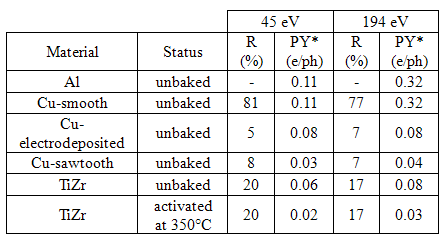 45 eV 194 eV
Material Status R (%) PY* (e/ph) R (%) PY* (e/ph)
Al unbaked - 0.11 - 0.32
Cu-smooth unbaked 81 0.11 77 0.32
Cu-electrodeposited unbaked 5 0.08 7 0.08
Cu-sawtooth unbaked 8 0.03 7 0.04
TiZr unbaked 20 0.06 17 0.08
TiZr activated at 350°C 20 0.02 17 0.03